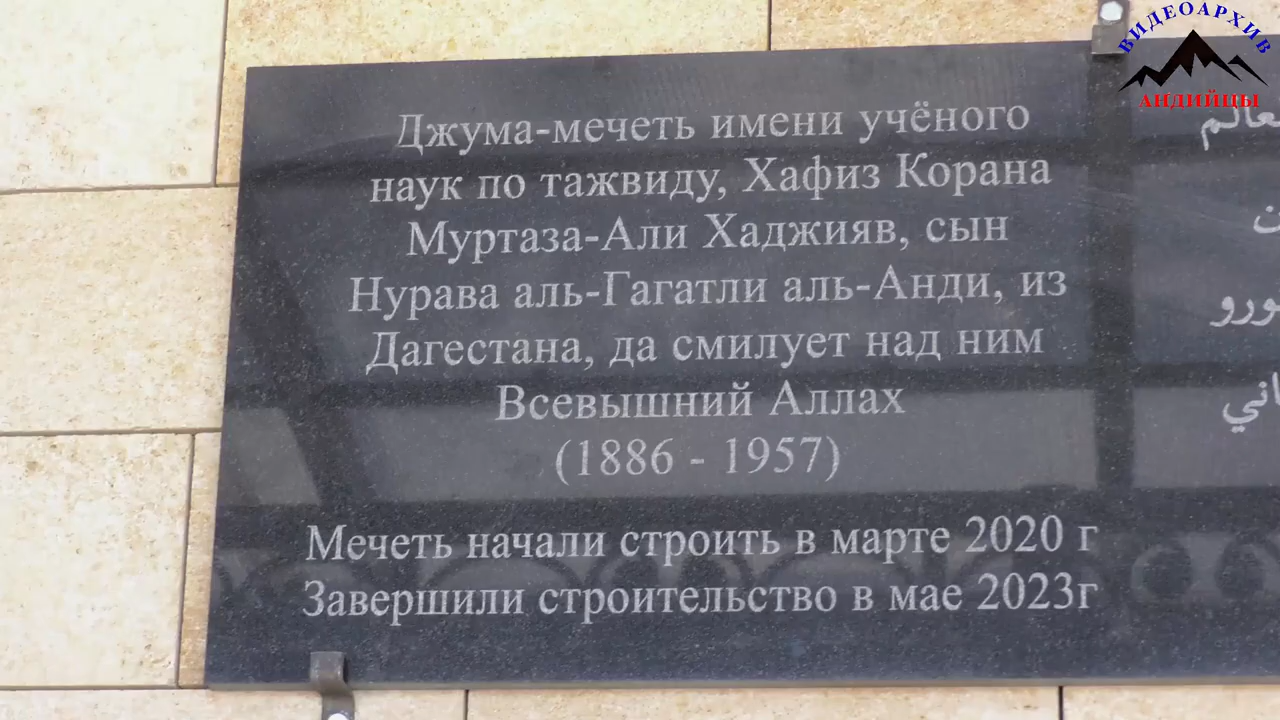 ВИДЕОАРХИВ
АНДИЙЦЫ
Джума-мечеть имени учёного
наук по тажвиду, Хафиз Корана
Муртаза-Али Хаджияв, сын
Нурава аль-Гагатли аль-Анди, из
Дагестана, да смилует над ним
Всевышний Аллах
(1886 - 1957)
Мечеть начали строить в марте 2020 г
Завершили строительство в мае 2023г